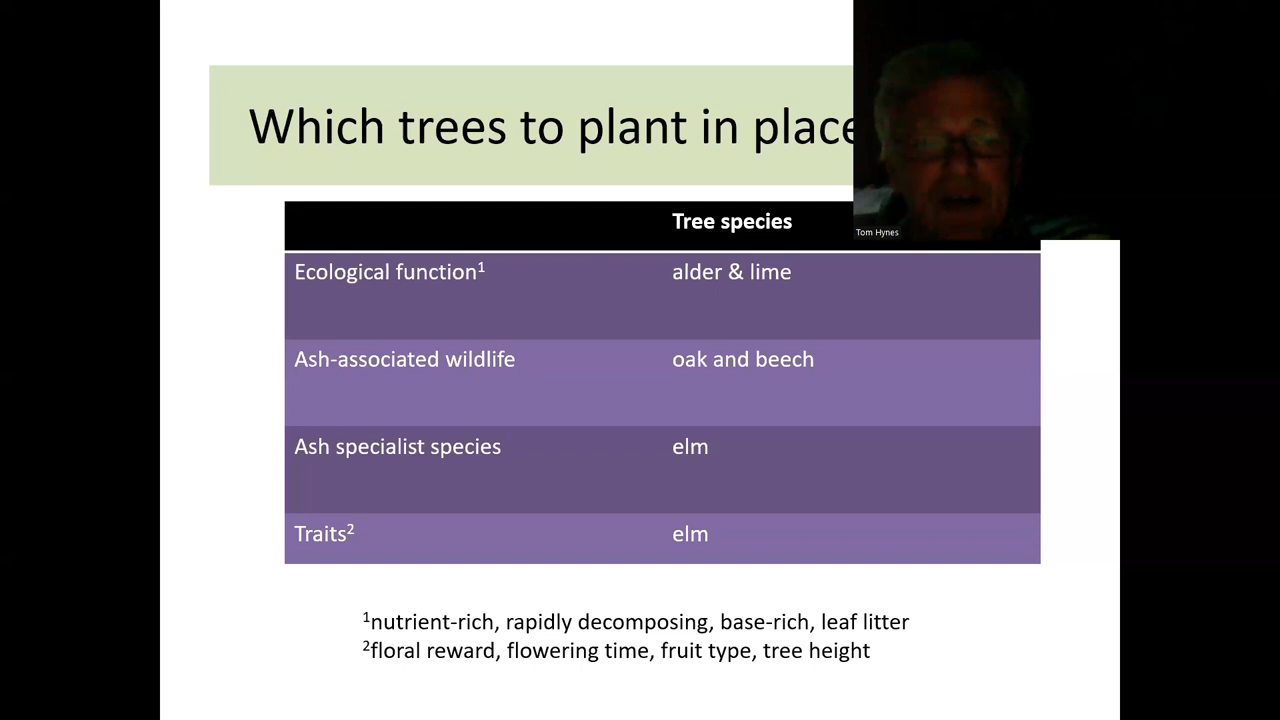 Which trees to plant in place
Tom Hynes
Tree species
Ecological function¹ alder & lime
Ash-associated wildlife oak and beech
Ash specialist species elm
Traits² elm
¹nutrient-rich, rapidly decomposing, base-rich, leaf litter
²floral reward, flowering time, fruit type, tree height